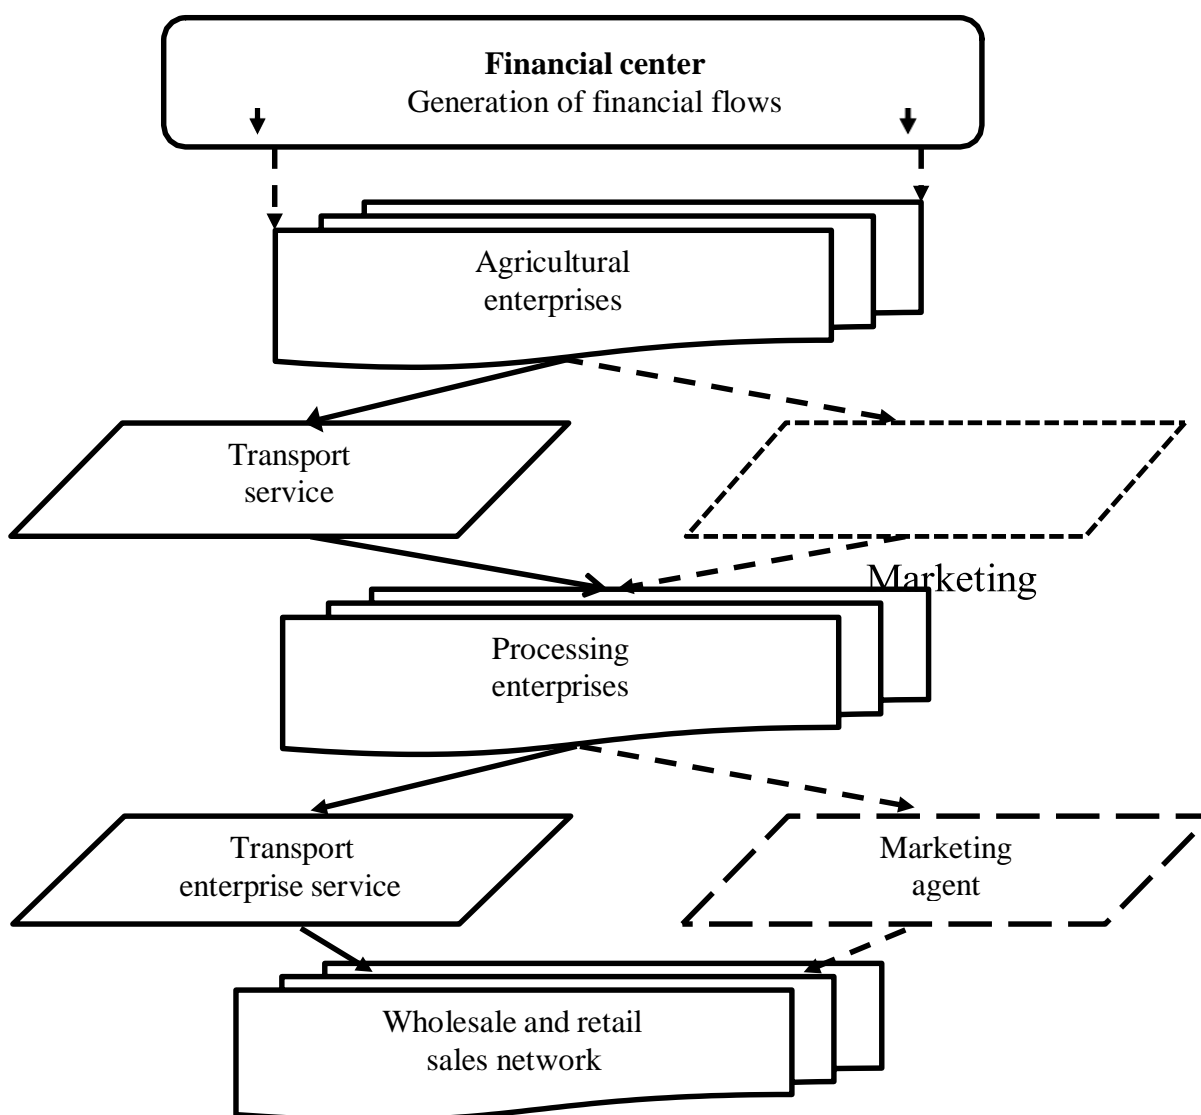 Financial center
Generation of financial flows
Agricultural
enterprises
Transport
service
Marketing
Processing
enterprises
Transport
enterprise service
Marketing
agent
Wholesale and retail
sales network